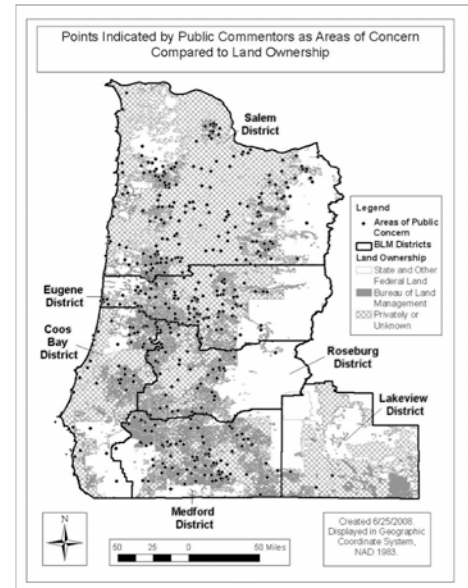 Points Indicated by Public Commentors as Areas of Concern
Compared to Land Ownership
Salem
District
Legend
Areas of Public
Concern
BLM Districts
Land Ownership
State and Other
Federal Land
Bureau of Land
Management
Privately or
Unknown
Eugene
District
Coos
Bay
District
Roseburg
District
Lakeview
District
Medford
District
N
50 25 0 50 Miles
Created 6/25/2008.
Displayed in Geographic
Coordinate System,
NAD 1983.